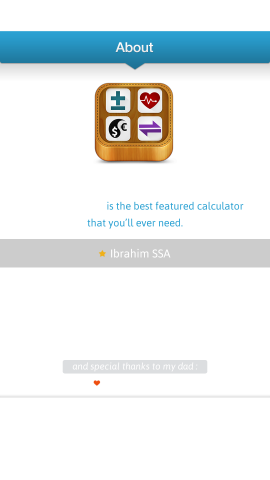 About
is the best featured calculator
that you'll ever need.
Ibrahim SSA
and special thanks to my dad ;